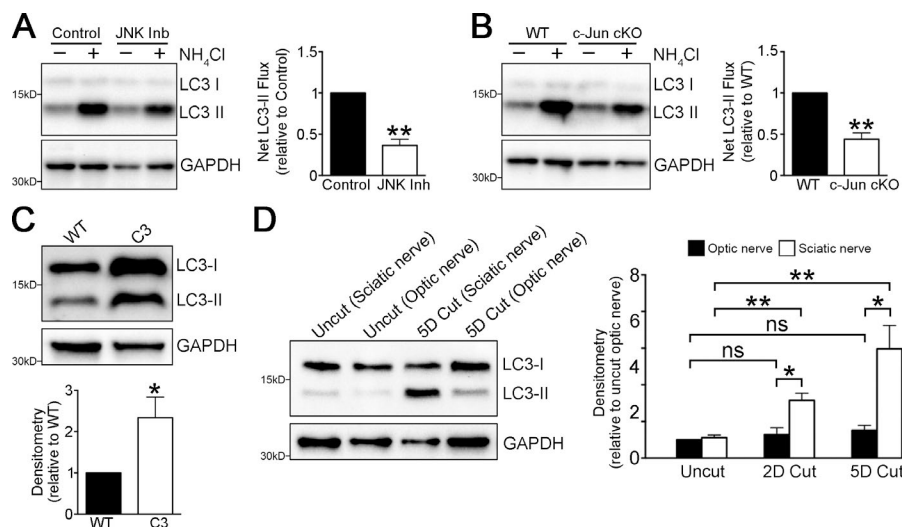 A
Control JNK Inb
– + – + NH4Cl
LC3 I
15kD
LC3 II
GAPDH
30kD
Net LC3-II Flux
(relative to Control)
1
0.5
0
**
Control JNK Inh
B
WT c-Jun cKO
– + – + NH4Cl
LC3 I
15kD
LC3 II
GAPDH
30kD
Net LC3-II Flux
(relative to WT)
1
0.5
0
**
WT c-Jun cKO
C
WT C3
LC3-I
15kD
LC3-II
GAPDH
30kD
Densitometry
(relative to WT)
3
2
1
0
*
WT C3
D
Uncut (Sciatic nerve)
Uncut (Optic nerve)
5D Cut (Sciatic nerve)
5D Cut (Optic nerve)
LC3-I
15kD
LC3-II
GAPDH
30kD
Optic nerve Sciatic nerve
Densitometry
(relative to uncut optic nerve)
8
6
4
2
0
**
**
*
ns
ns
*
Uncut 2D Cut 5D Cut